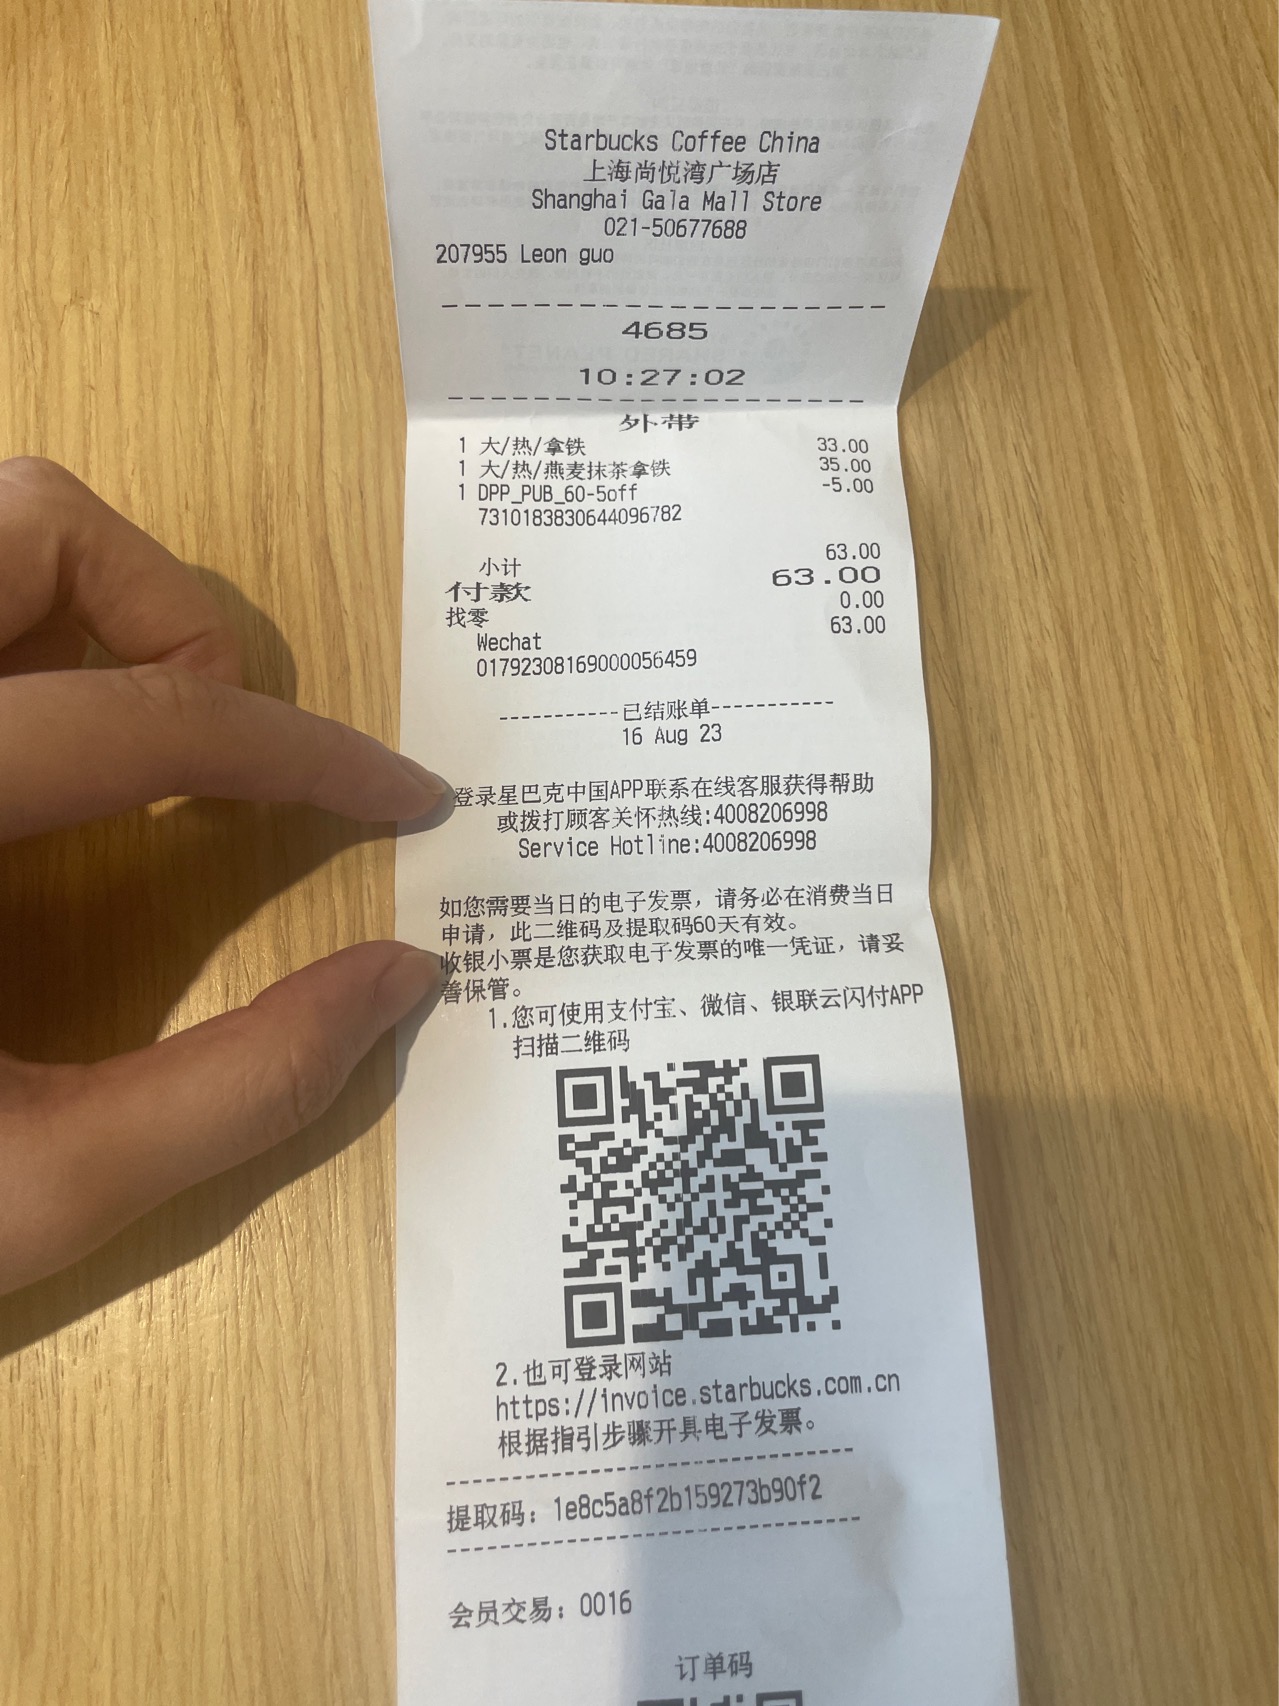 Starbucks Coffee China
上海尚悦湾广场店
Shanghai Gala Mall Store
021-50677688
207955 Leon guo
4685
10:27:02
外带
1 大/热/拿铁 33.00
1 大/热/燕麦抹茶拿铁 35.00
1 DPP_PUB_60-5off -5.00
7310183830644096782
小计 63.00
付款 63.00
找零 0.00
Wechat 63.00
01792308169000056459
-----------已结账单-----------
16 Aug 23
登录星巴克中国APP联系在线客服获得帮助
或拨打顾客关怀热线:4008206998
Service Hotline:4008206998
如您需要当日的电子发票，请务必在消费当日
申请，此二维码及提取码60天有效。
收银小票是您获取电子发票的唯一凭证，请妥
善保管。
1.您可使用支付宝、微信、银联云闪付APP
扫描二维码
2.也可登录网站
https://invoice.starbucks.com.cn
根据指引步骤开具电子发票。
提取码：1e8c5a8f2b159273b90f2
会员交易：0016
订单码